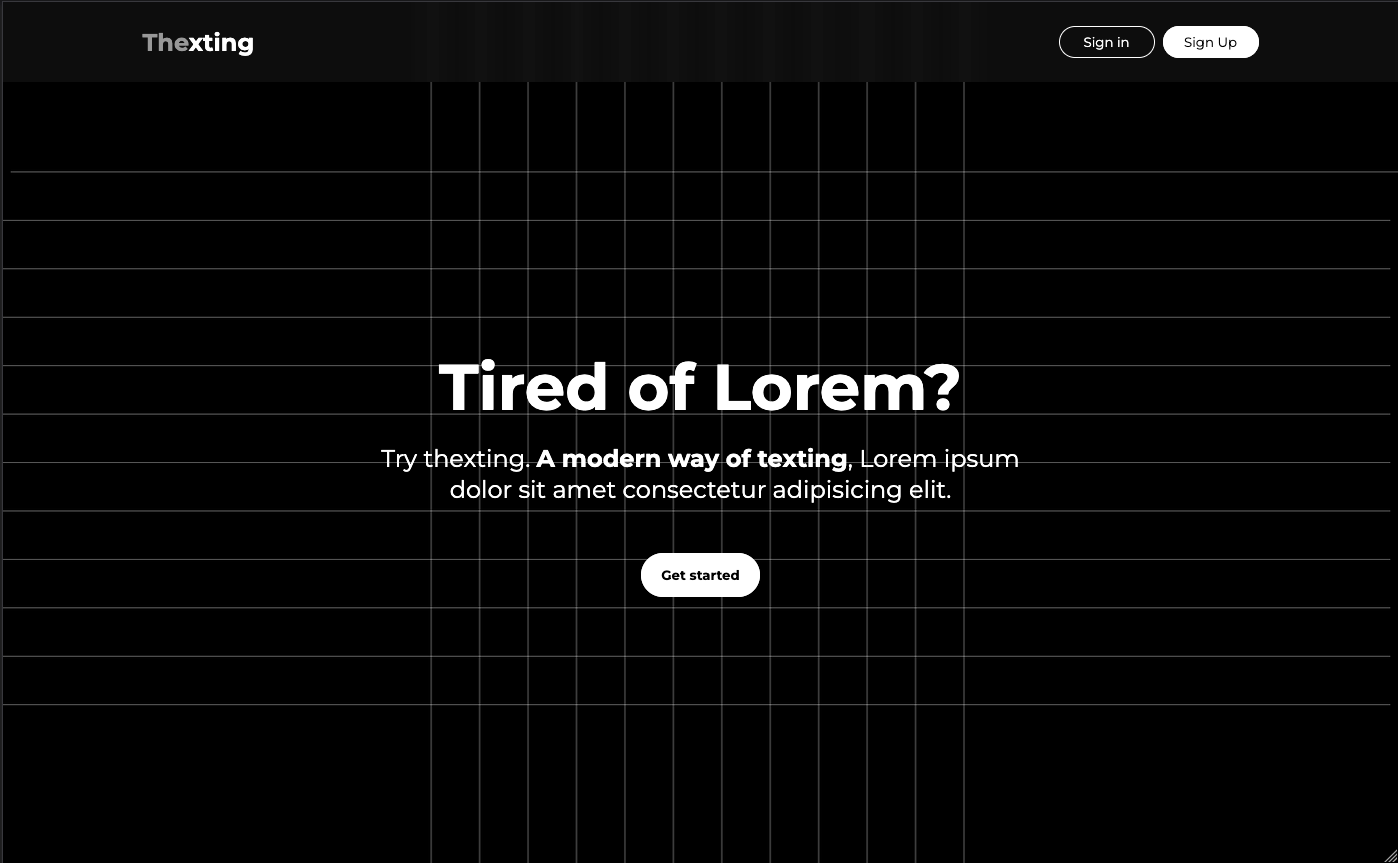 Thexting
Sign in
Sign Up
Tired of Lorem?
Try thexting. A modern way of texting, Lorem ipsum
dolor sit amet consectetur adipisicing elit.
Get started